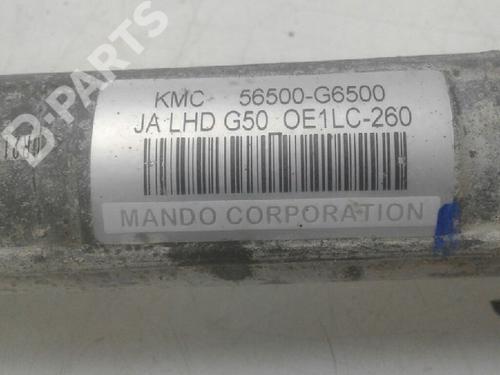 B-PARTS
KMC 56500-G6500
JA LHD G50 OE1LC-260
MANDO CORPORATION